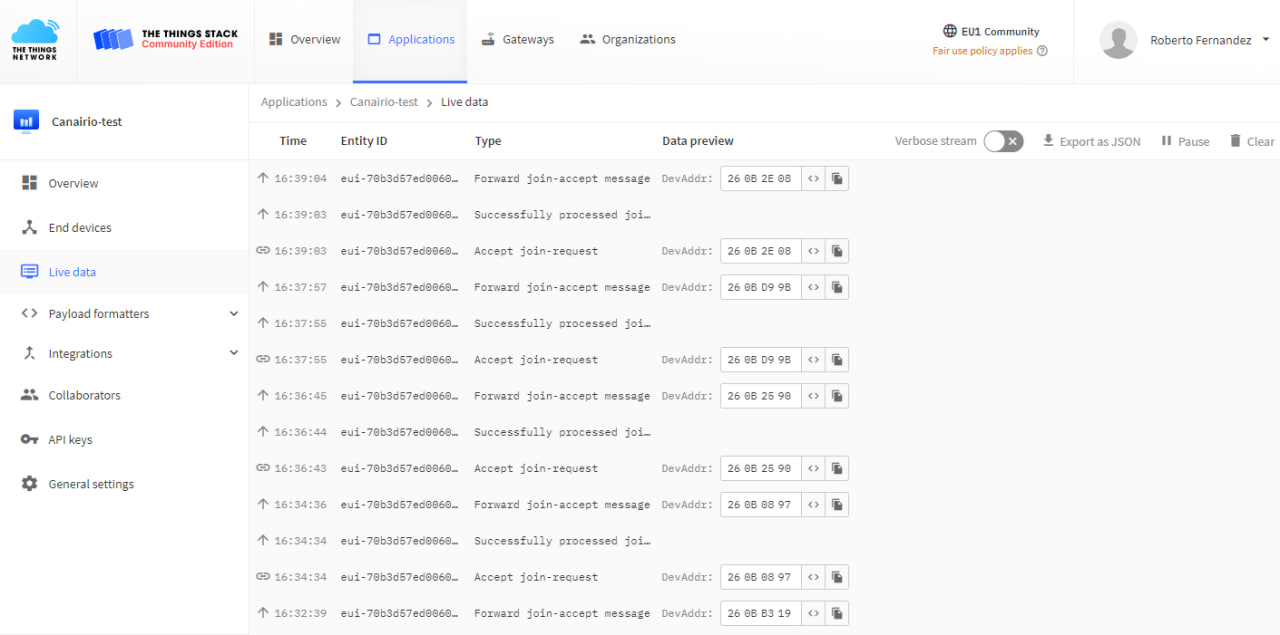 THE THINGS NETWORK
THE THINGS STACK
Community Edition
Overview
Applications
Gateways
Organizations
EU1 Community
Fair use policy applies
Roberto Fernandez
Canairio-test
Overview
End devices
Live data
Payload formatters
Integrations
Collaborators
API keys
General settings
Applications > Canairio-test > Live data
Time Entity ID Type Data preview Verbose stream Export as JSON Pause Clear
16:39:04 eui-70b3d57ed0060… Forward join-accept message DevAddr: 26 0B 2E 08
16:39:03 eui-70b3d57ed0060… Successfully processed joi…
16:39:03 eui-70b3d57ed0060… Accept join-request DevAddr: 26 0B 2E 08
16:37:57 eui-70b3d57ed0060… Forward join-accept message DevAddr: 26 0B D9 9B
16:37:55 eui-70b3d57ed0060… Successfully processed joi…
16:37:55 eui-70b3d57ed0060… Accept join-request DevAddr: 26 0B D9 9B
16:36:45 eui-70b3d57ed0060… Forward join-accept message DevAddr: 26 0B 25 90
16:36:44 eui-70b3d57ed0060… Successfully processed joi…
16:36:43 eui-70b3d57ed0060… Accept join-request DevAddr: 26 0B 25 90
16:34:36 eui-70b3d57ed0060… Forward join-accept message DevAddr: 26 0B 08 97
16:34:34 eui-70b3d57ed0060… Successfully processed joi…
16:34:34 eui-70b3d57ed0060… Accept join-request DevAddr: 26 0B 08 97
16:32:39 eui-70b3d57ed0060… Forward join-accept message DevAddr: 26 0B B3 19